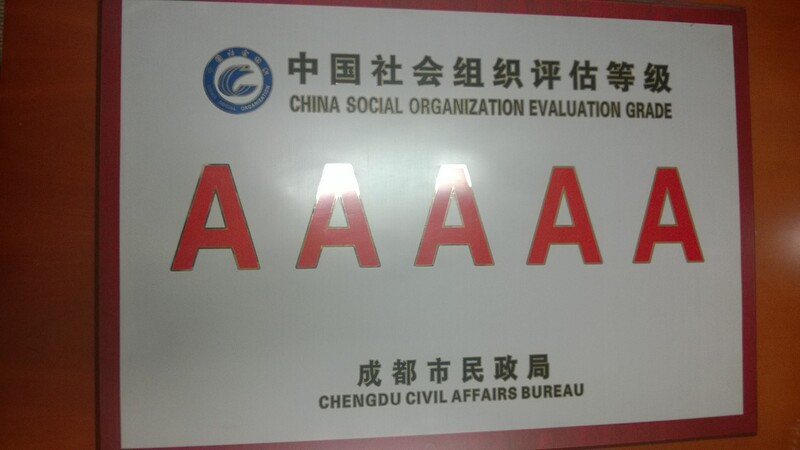 中国社会组织评估等级
CHINA SOCIAL ORGANIZATION EVALUATION GRADE
AAAAA
成都市民政局
CHENGDU CIVIL AFFAIRS BUREAU